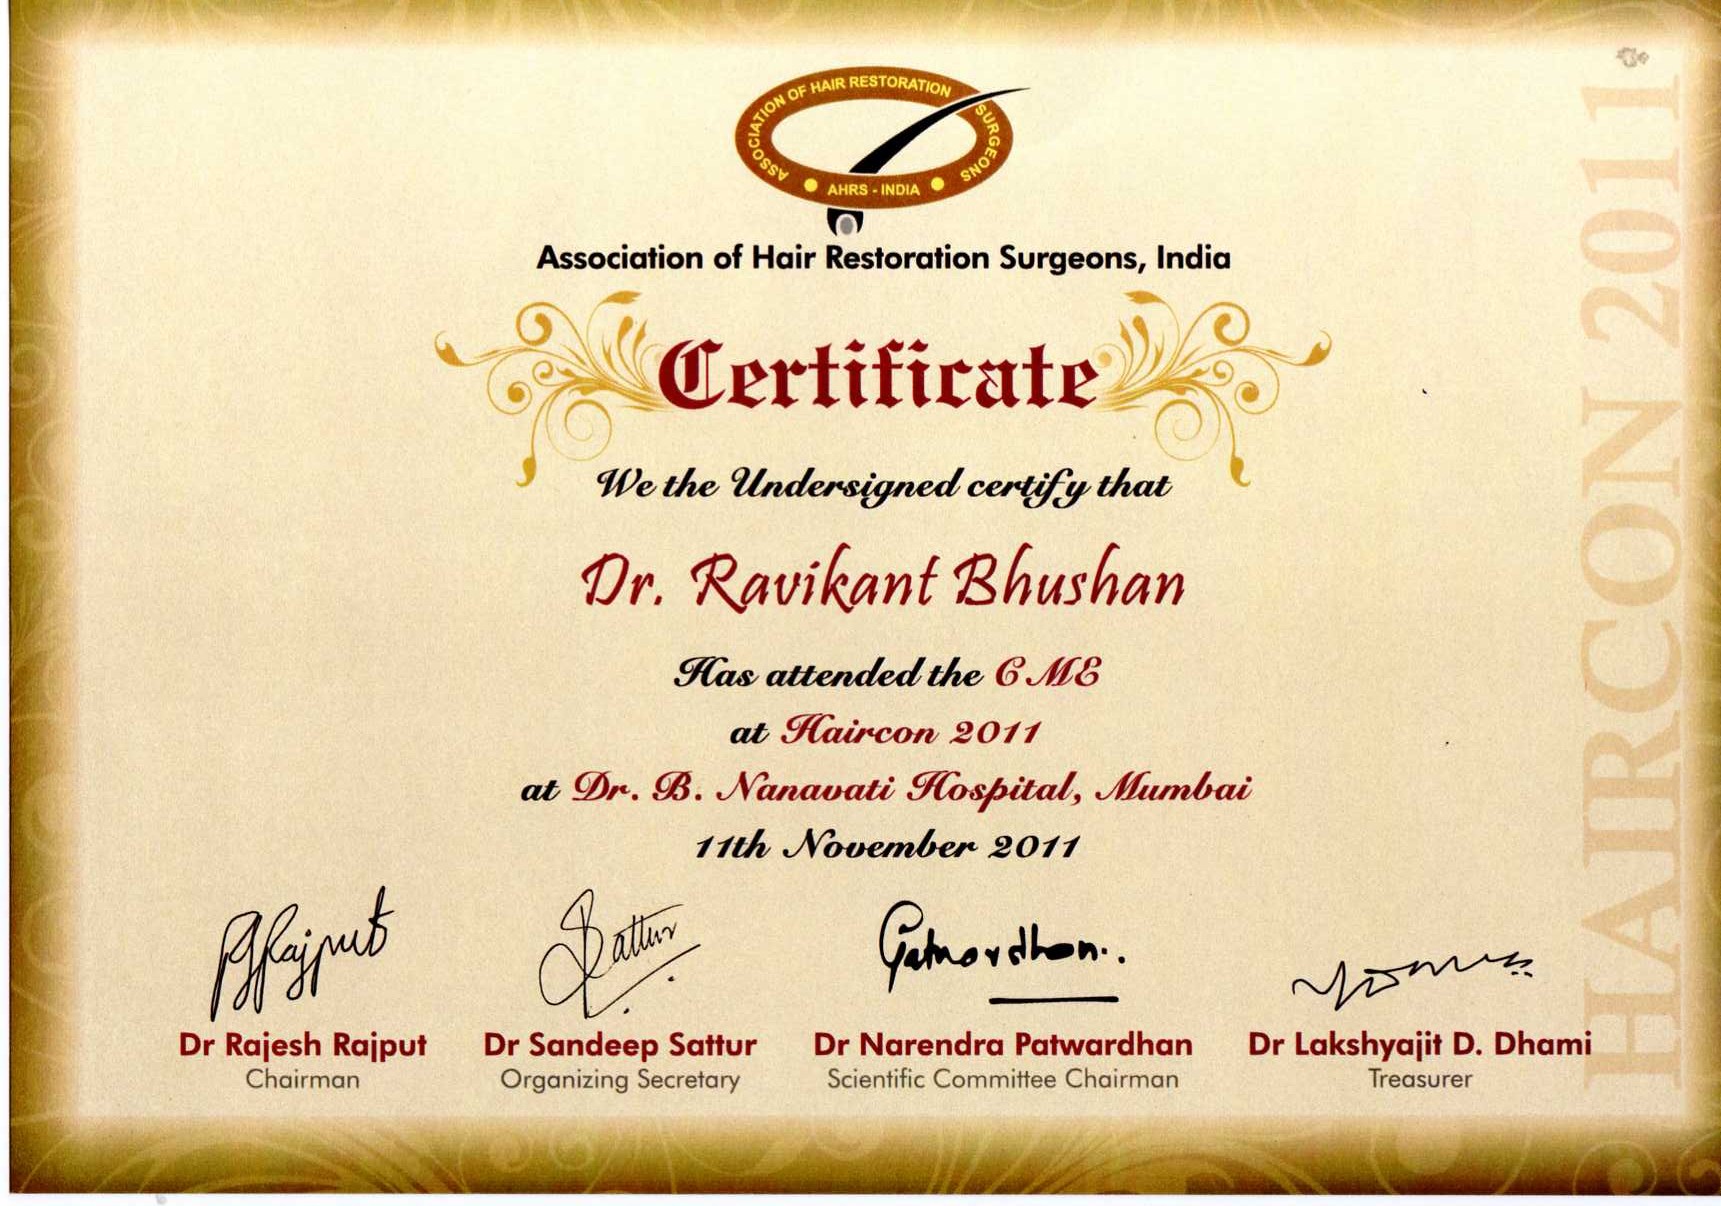 ASSOCIATION OF HAIR RESTORATION SURGEONS
AHRS - INDIA
Association of Hair Restoration Surgeons, India
Certificate
We the Undersigned certify that
Dr. Ravikant Bhushan
Has attended the CME
at Haircon 2011
at Dr. B. Nanavati Hospital, Mumbai
11th November 2011
Rajput
Sattur
Patwardhan
Dr Rajesh Rajput
Chairman
Dr Sandeep Sattur
Organizing Secretary
Dr Narendra Patwardhan
Scientific Committee Chairman
Dr Lakshyajit D. Dhami
Treasurer
HAIRCON 2011